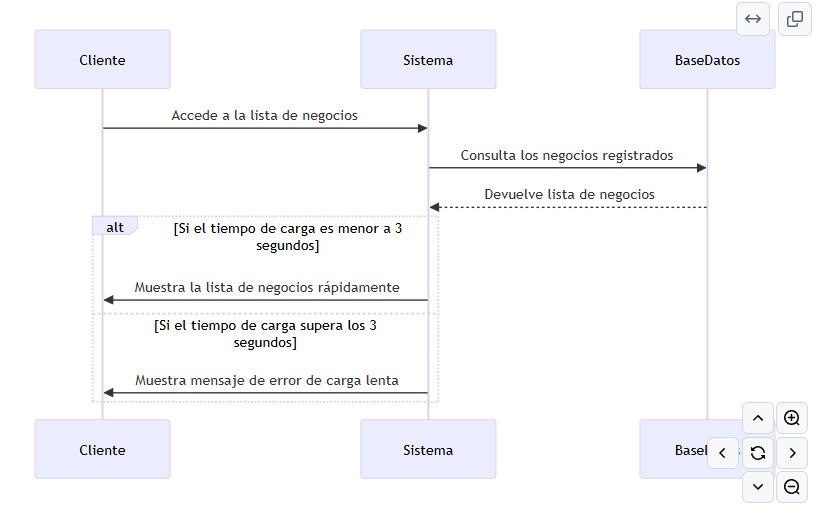 Cliente
Sistema
BaseDatos
Accede a la lista de negocios
Consulta los negocios registrados
Devuelve lista de negocios
alt
[Si el tiempo de carga es menor a 3
segundos]
Muestra la lista de negocios rápidamente
[Si el tiempo de carga supera los 3
segundos]
Muestra mensaje de error de carga lenta
Cliente
Sistema